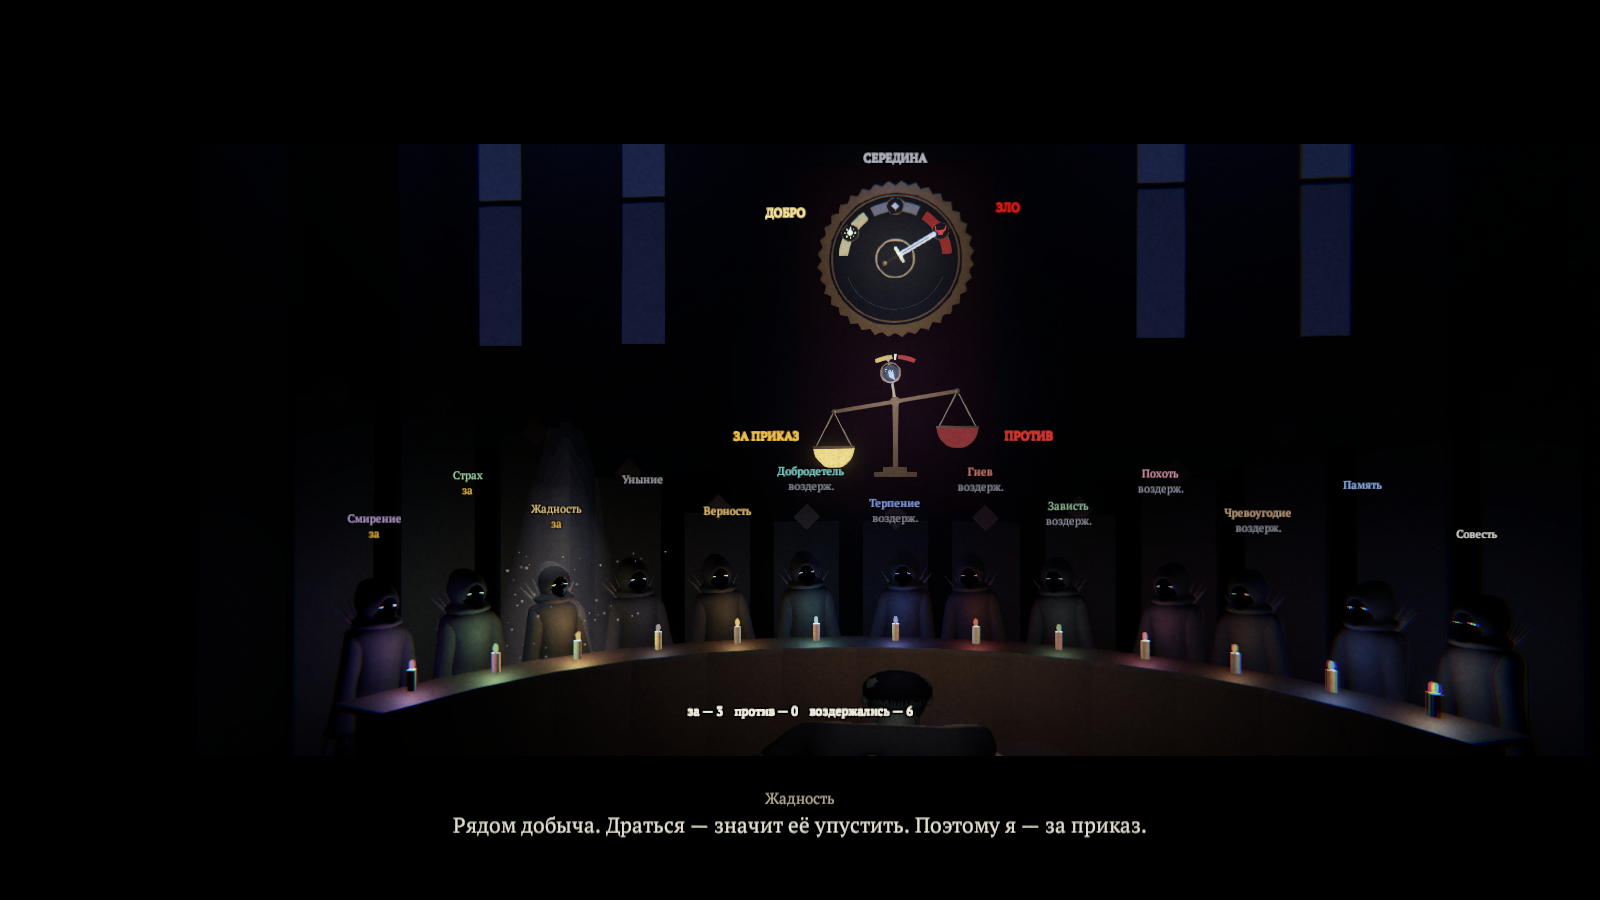 СЕРЕДИНА
ДОБРО
ЗЛО
ЗА ПРИКАЗ
ПРОТИВ
Страх
за
Жадность
за
Уныние
Добродетель
воздерж.
Гнев
воздерж.
Похоть
воздерж.
Память
Смирение
за
Верность
Терпение
воздерж.
Зависть
воздерж.
Чревоугодие
воздерж.
Совесть
за — 3 против — 0 воздержались — 6
Жадность
Рядом добыча. Драться — значит её упустить. Поэтому я — за приказ.